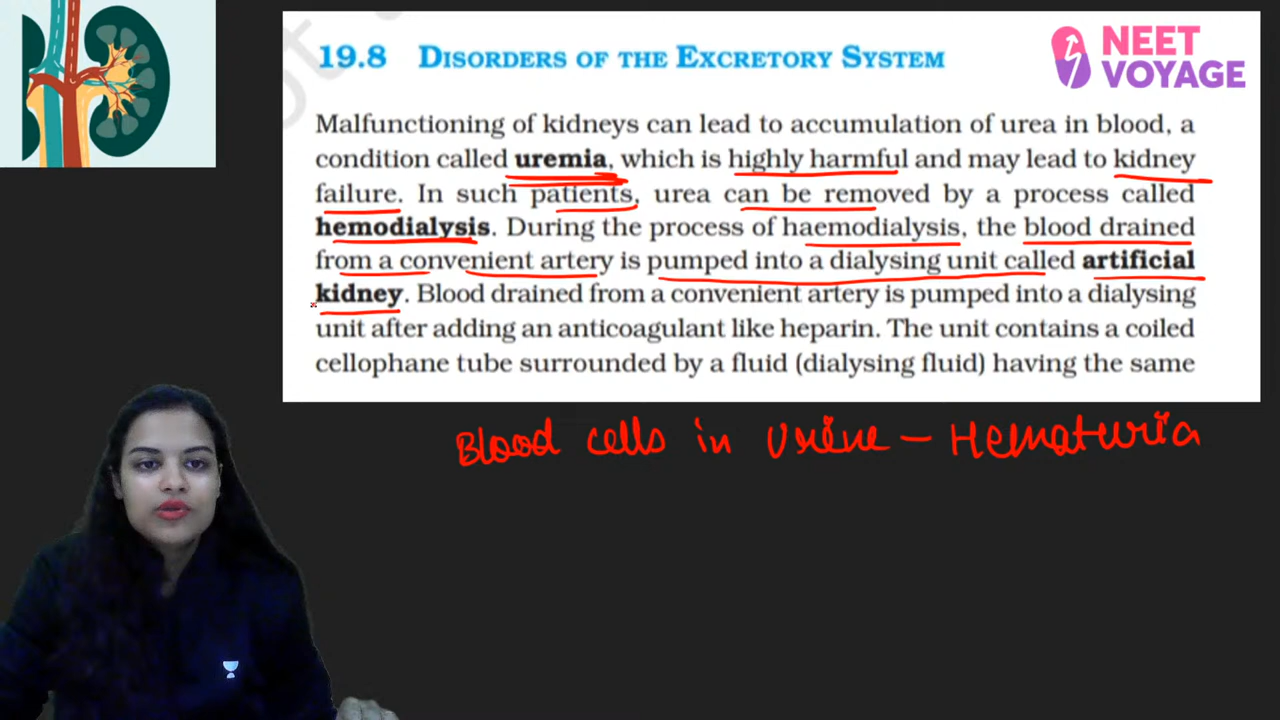 19.8 DISORDERS OF THE EXCRETORY SYSTEM
NEET
VOYAGE
Malfunctioning of kidneys can lead to accumulation of urea in blood, a
condition called uremia, which is highly harmful and may lead to kidney
failure. In such patients, urea can be removed by a process called
hemodialysis. During the process of haemodialysis, the blood drained
from a convenient artery is pumped into a dialysing unit called artificial
kidney. Blood drained from a convenient artery is pumped into a dialysing
unit after adding an anticoagulant like heparin. The unit contains a coiled
cellophane tube surrounded by a fluid (dialysing fluid) having the same
Blood cells in urine - Hematuria